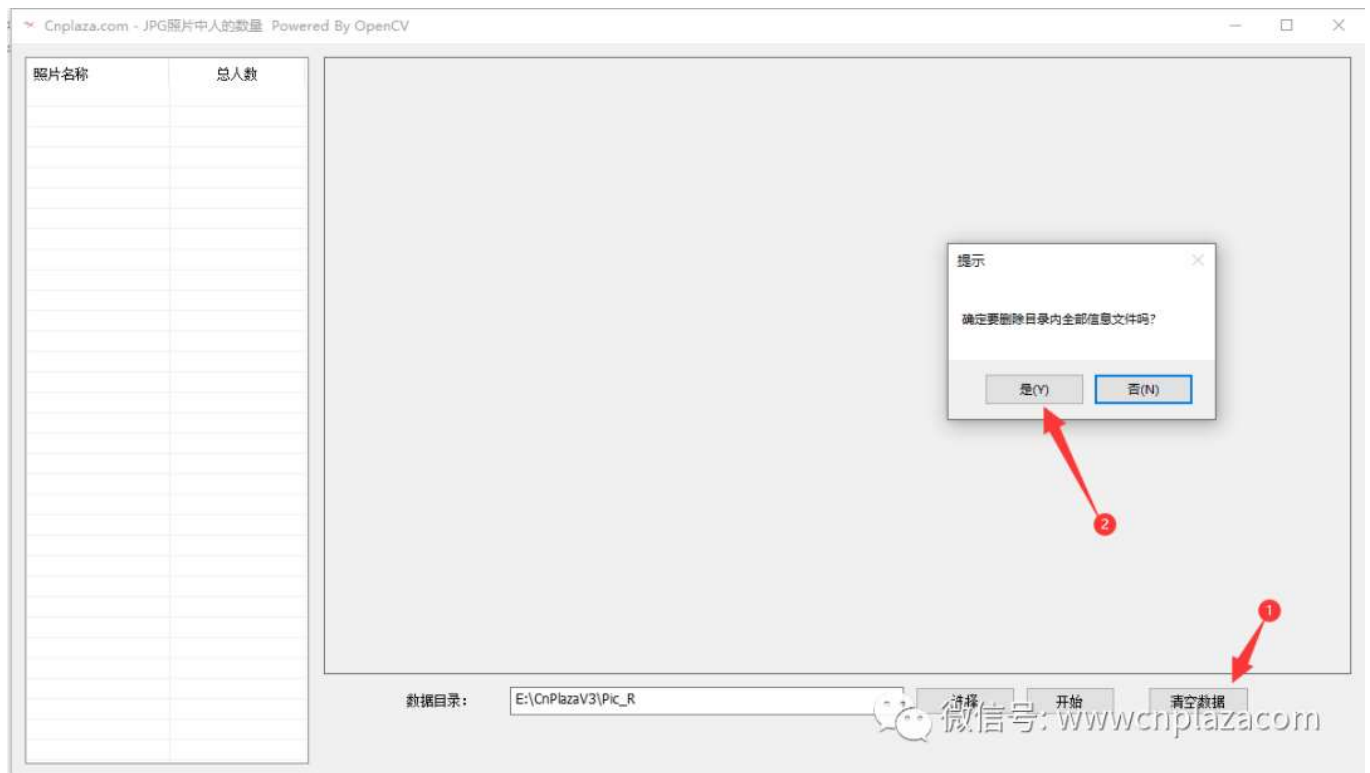 Cnplaza.com - JPG照片中人的数量 Powered By OpenCV
照片名称 总人数
提示
确定要删除目录内全部信息文件吗?
是(Y) 否(N)
2
1
数据目录: E:\CnPlazaV3\Pic_R 选择 开始 清空数据
微信号: wwwcnplazacom